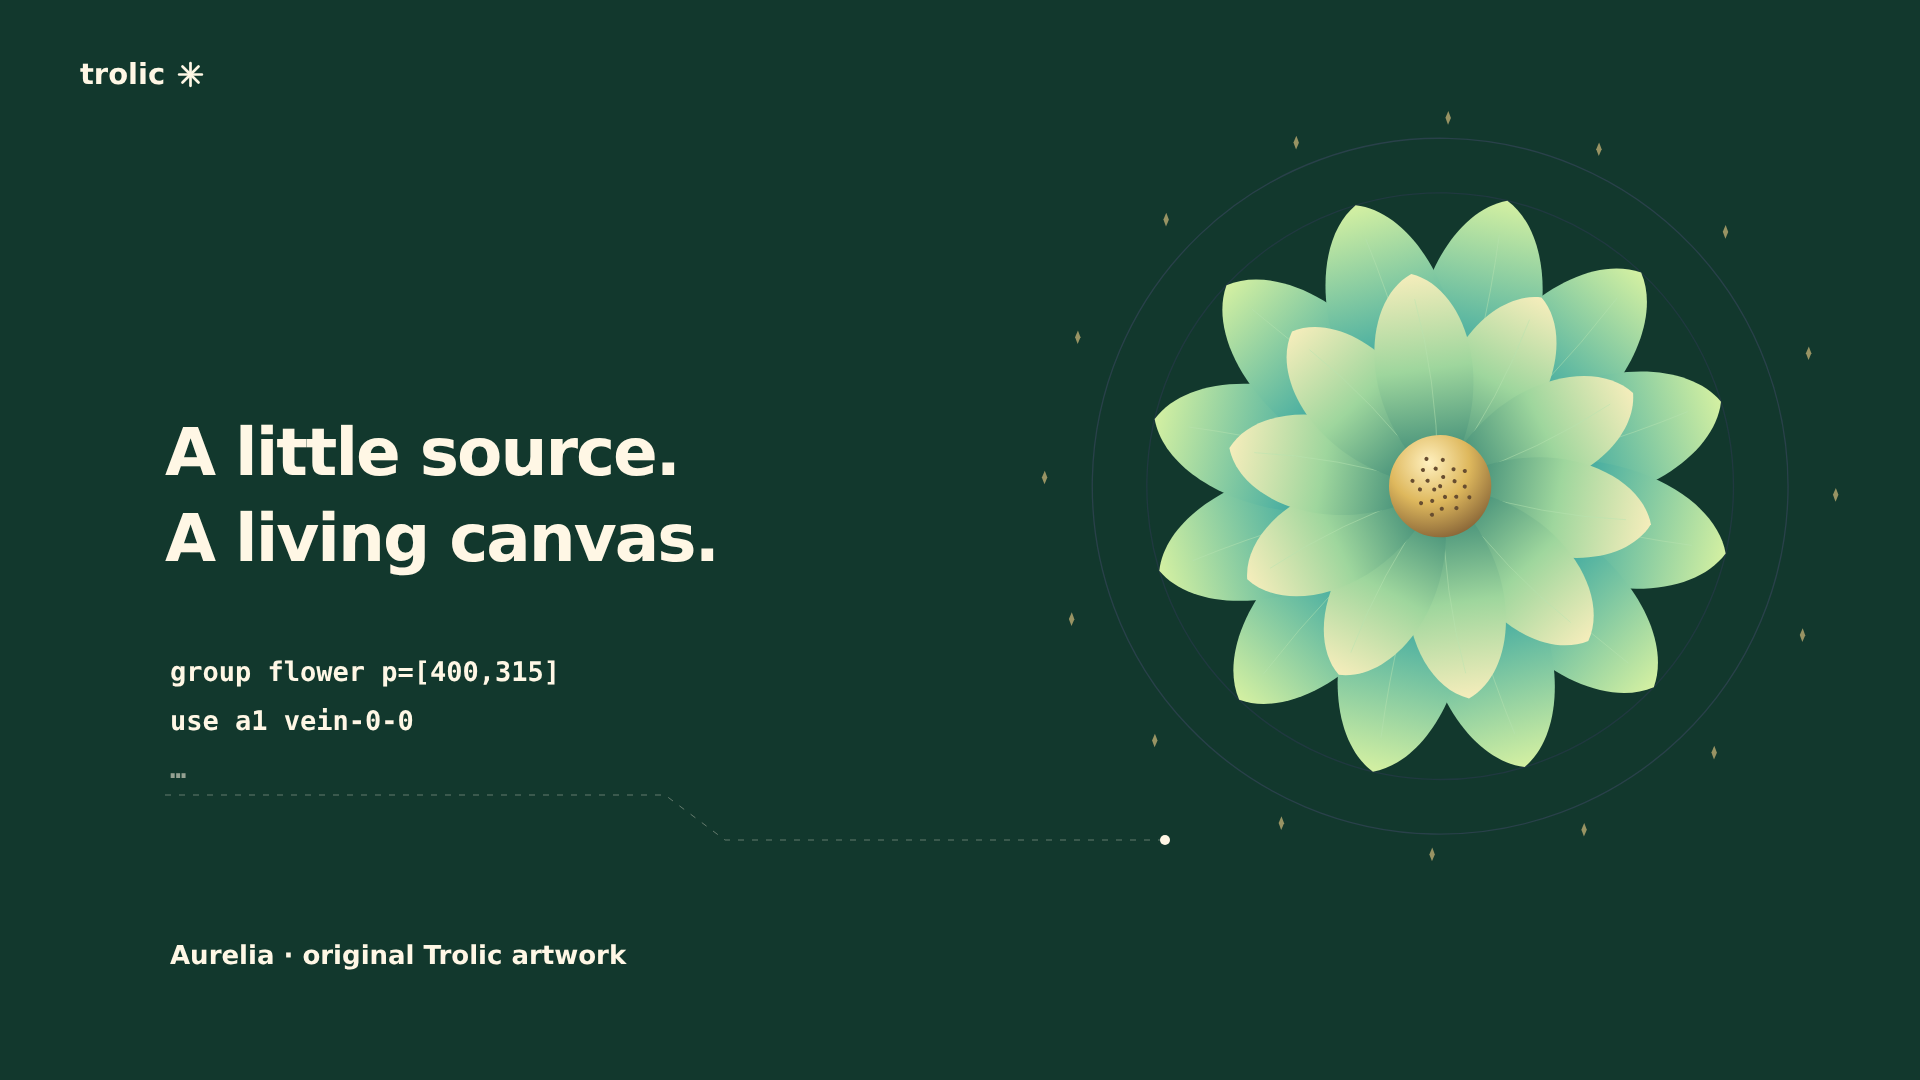 trolic
A little source.
A living canvas.
group flower p=[400,315]
use a1 vein-0-0
…
Aurelia · original Trolic artwork